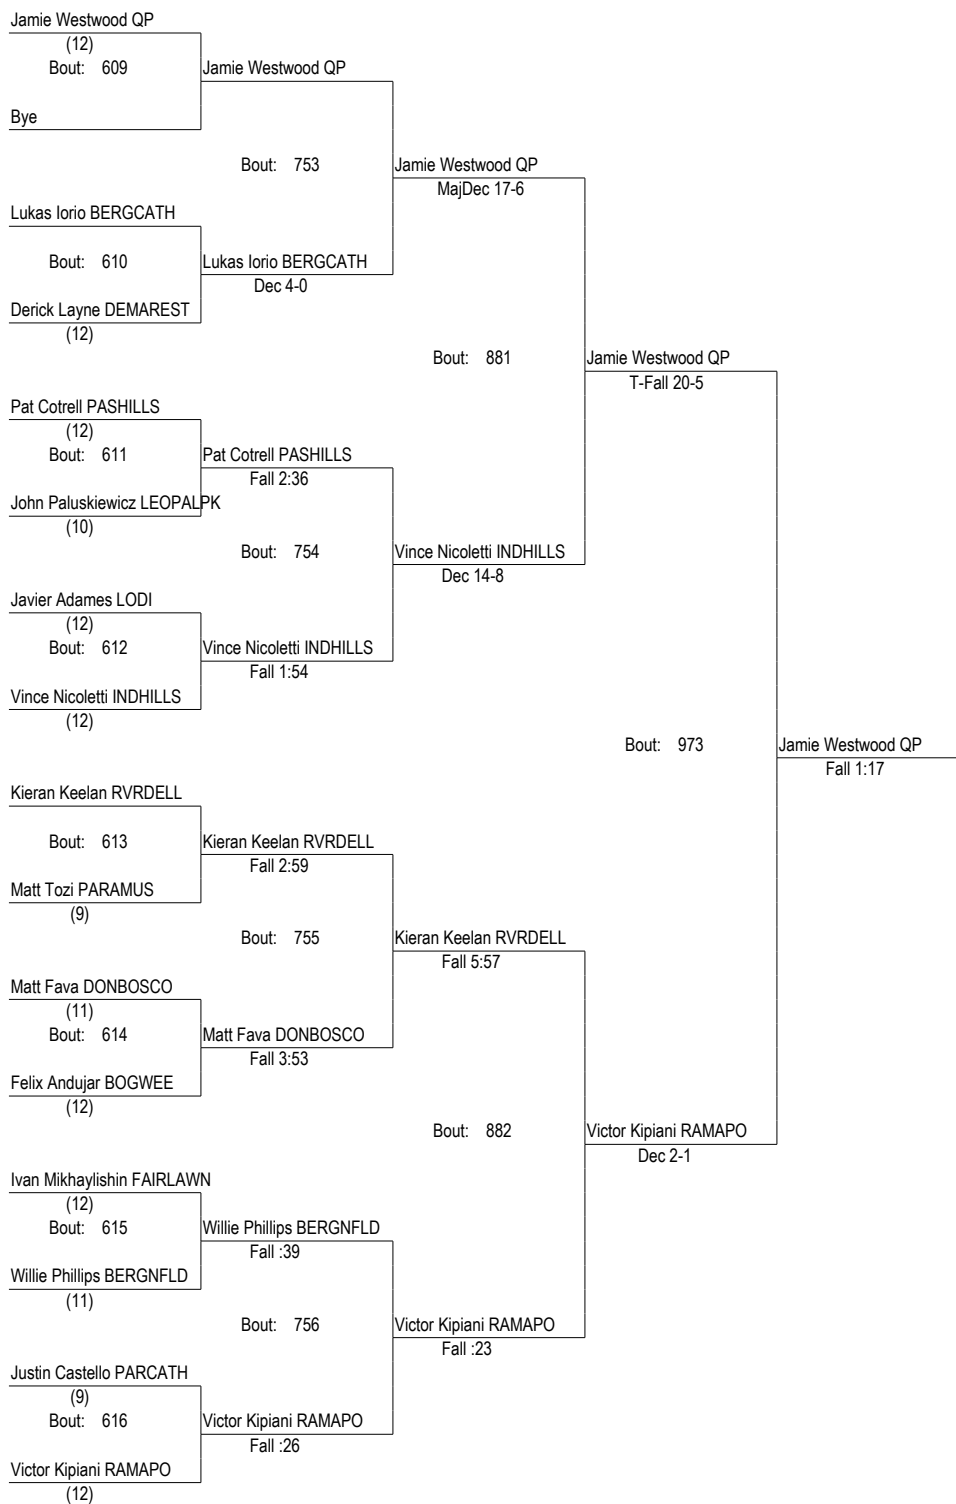 Jamie Westwood QP
(12)
Bout: 609
Jamie Westwood QP
Bye
Bout: 753
Jamie Westwood QP
MajDec 17-6
Lukas Iorio BERGCATH
Bout: 610
Lukas Iorio BERGCATH
Dec 4-0
Derick Layne DEMAREST
(12)
Bout: 881
Jamie Westwood QP
T-Fall 20-5
Pat Cotrell PASHILLS
(12)
Bout: 611
Pat Cotrell PASHILLS
Fall 2:36
John Paluskiewicz LEOPALPK
(10)
Bout: 754
Vince Nicoletti INDHILLS
Dec 14-8
Javier Adames LODI
(12)
Bout: 612
Vince Nicoletti INDHILLS
Fall 1:54
Vince Nicoletti INDHILLS
(12)
Bout: 973
Jamie Westwood QP
Fall 1:17
Kieran Keelan RVRDELL
Bout: 613
Kieran Keelan RVRDELL
Fall 2:59
Matt Tozi PARAMUS
(9)
Bout: 755
Kieran Keelan RVRDELL
Fall 5:57
Matt Fava DONBOSCO
(11)
Bout: 614
Matt Fava DONBOSCO
Fall 3:53
Felix Andujar BOGWEE
(12)
Bout: 882
Victor Kipiani RAMAPO
Dec 2-1
Ivan Mikhaylishin FAIRLAWN
(12)
Bout: 615
Willie Phillips BERGNFLD
Fall :39
Willie Phillips BERGNFLD
(11)
Bout: 756
Victor Kipiani RAMAPO
Fall :23
Justin Castello PARCATH
(9)
Bout: 616
Victor Kipiani RAMAPO
Fall :26
Victor Kipiani RAMAPO
(12)